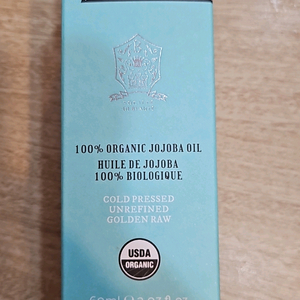 100% ORGANIC JOJOBA OIL
HUILE DE JOJOBA
100% BIOLOGIQUE
COLD PRESSED
UNREFINED
GOLDEN RAW
USDA
ORGANIC